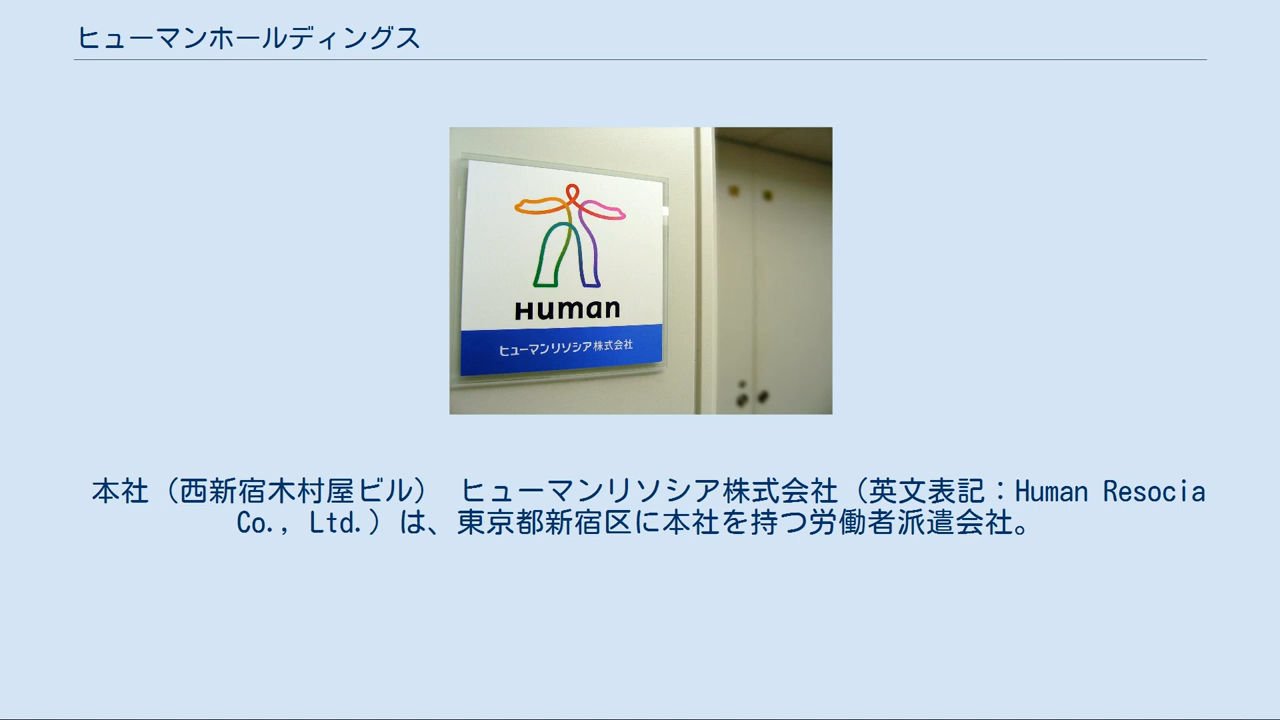 ヒューマンホールディングス
Human
ヒューマンリソシア株式会社
本社（西新宿木村屋ビル） ヒューマンリソシア株式会社（英文表記：Human Resocia
Co., Ltd.）は、東京都新宿区に本社を持つ労働者派遣会社。